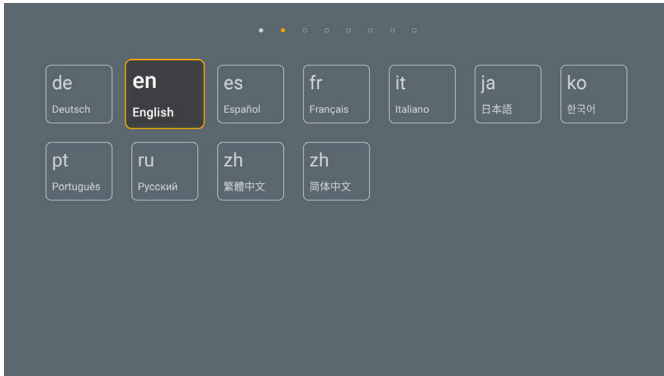 de
Deutsch
en
English
es
Español
fr
Français
it
Italiano
ja
日本語
ko
한국어
pt
Português
ru
Русский
zh
繁體中文
zh
简体中文